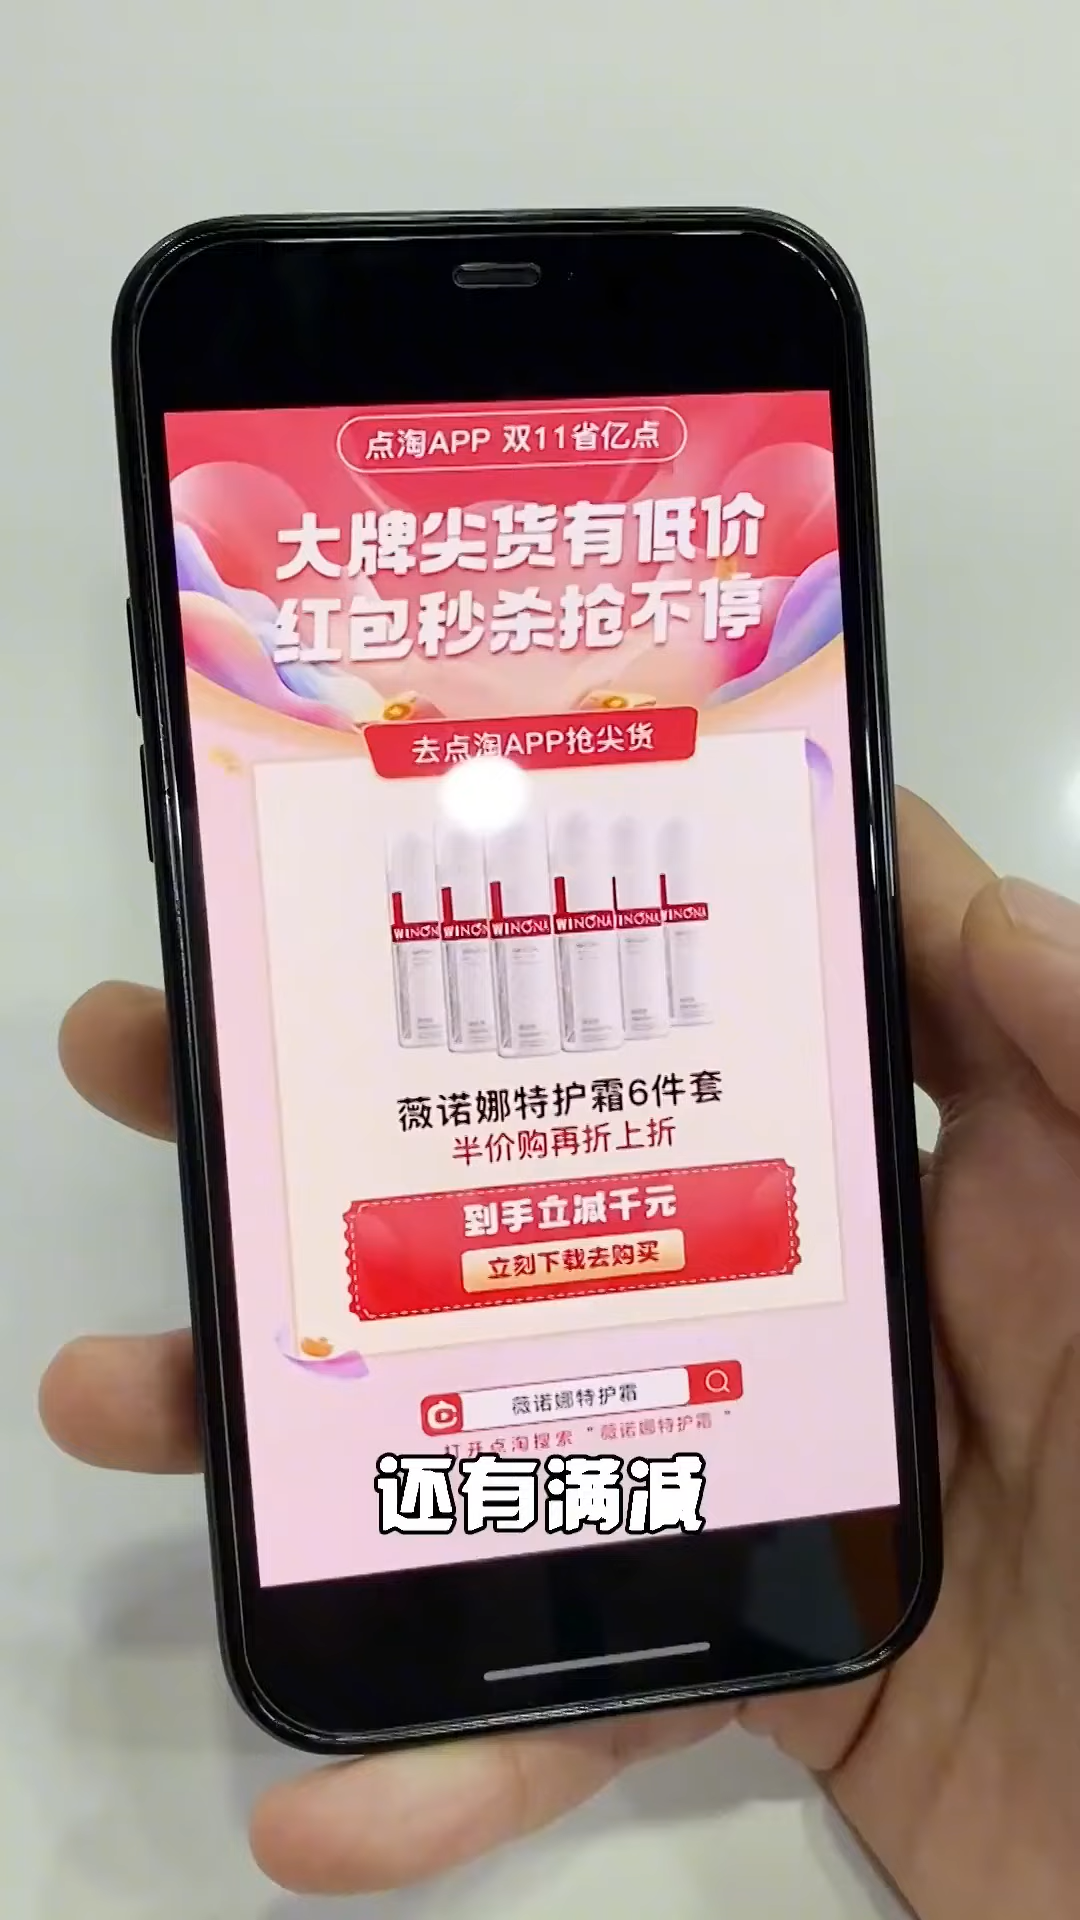 点淘APP 双11省亿点
大牌尖货有低价
红包秒杀抢不停
去点淘APP抢尖货
WINONA WINONA WINONA WINONA INONA WINONA
薇诺娜特护霜6件套
半价购再折上折
到手立减千元
立刻下载去购买
薇诺娜特护霜
打开点淘搜索“薇诺娜特护霜”
还有满减